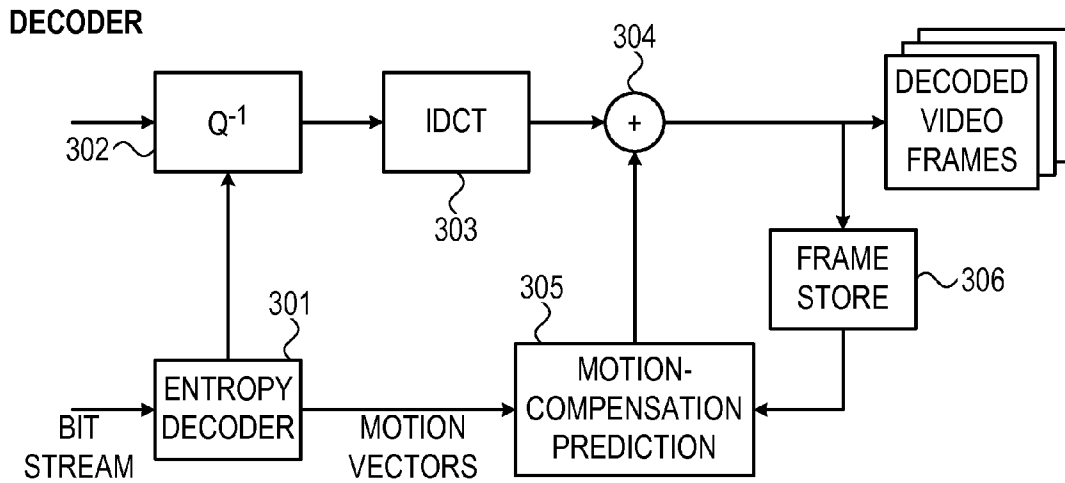 DECODER
304
302
Q-1
IDCT
+
DECODED
VIDEO
FRAMES
303
FRAME
STORE
306
301
305
ENTROPY
DECODER
MOTION-
COMPENSATION
PREDICTION
BIT
STREAM
MOTION
VECTORS